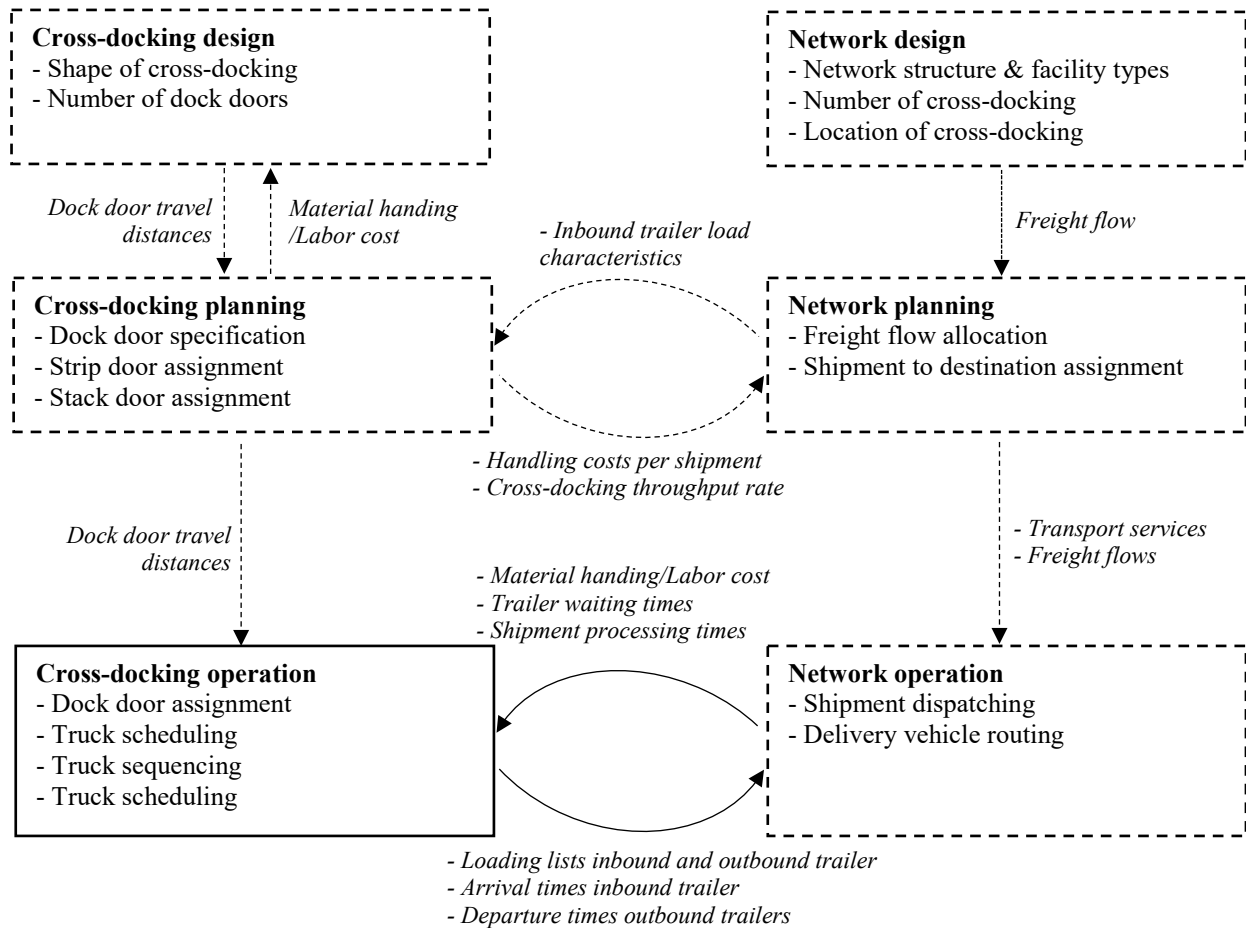 Cross-docking design
- Shape of cross-docking
- Number of dock doors
Network design
- Network structure & facility types
- Number of cross-docking
- Location of cross-docking
Dock door travel
distances
Material handing
/Labor cost
- Inbound trailer load
characteristics
Freight flow
Cross-docking planning
- Dock door specification
- Strip door assignment
- Stack door assignment
Network planning
- Freight flow allocation
- Shipment to destination assignment
- Handling costs per shipment
- Cross-docking throughput rate
Dock door travel
distances
- Transport services
- Freight flows
- Material handing/Labor cost
- Trailer waiting times
- Shipment processing times
Cross-docking operation
- Dock door assignment
- Truck scheduling
- Truck sequencing
- Truck scheduling
Network operation
- Shipment dispatching
- Delivery vehicle routing
- Loading lists inbound and outbound trailer
- Arrival times inbound trailer
- Departure times outbound trailers